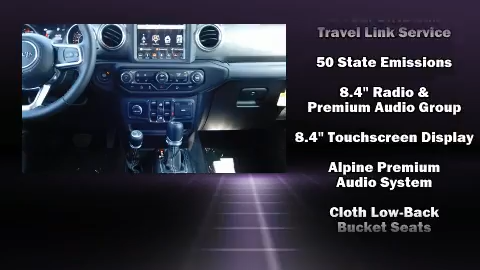 Travel Link Service
50 State Emissions
8.4" Radio &
Premium Audio Group
8.4" Touchscreen Display
Alpine Premium
Audio System
Cloth Low-Back
Bucket Seats